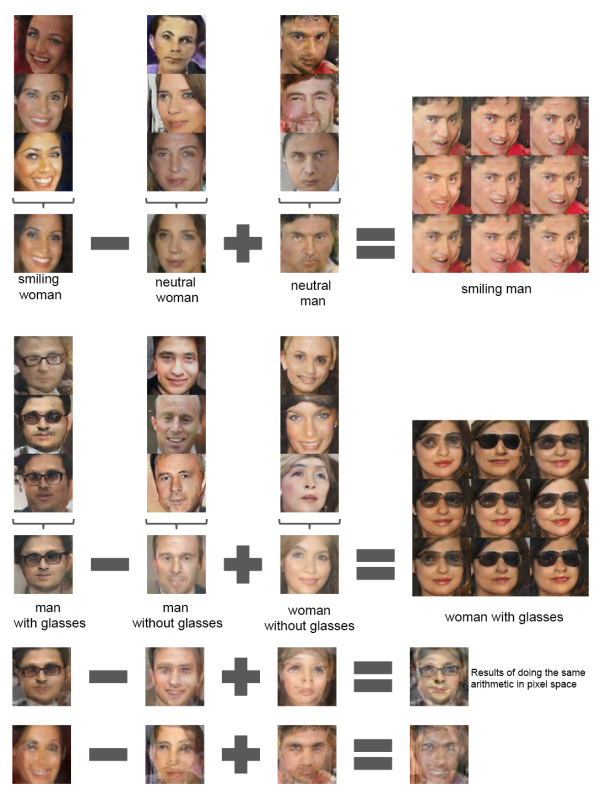 smiling
woman
neutral
woman
neutral
man
smiling man
man
with glasses
man
without glasses
woman
without glasses
woman with glasses
Results of doing the same
arithmetic in pixel space